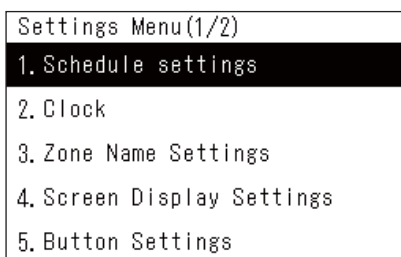 Settings Menu(1/2)
1. Schedule settings
2. Clock
3. Zone Name Settings
4. Screen Display Settings
5. Button Settings